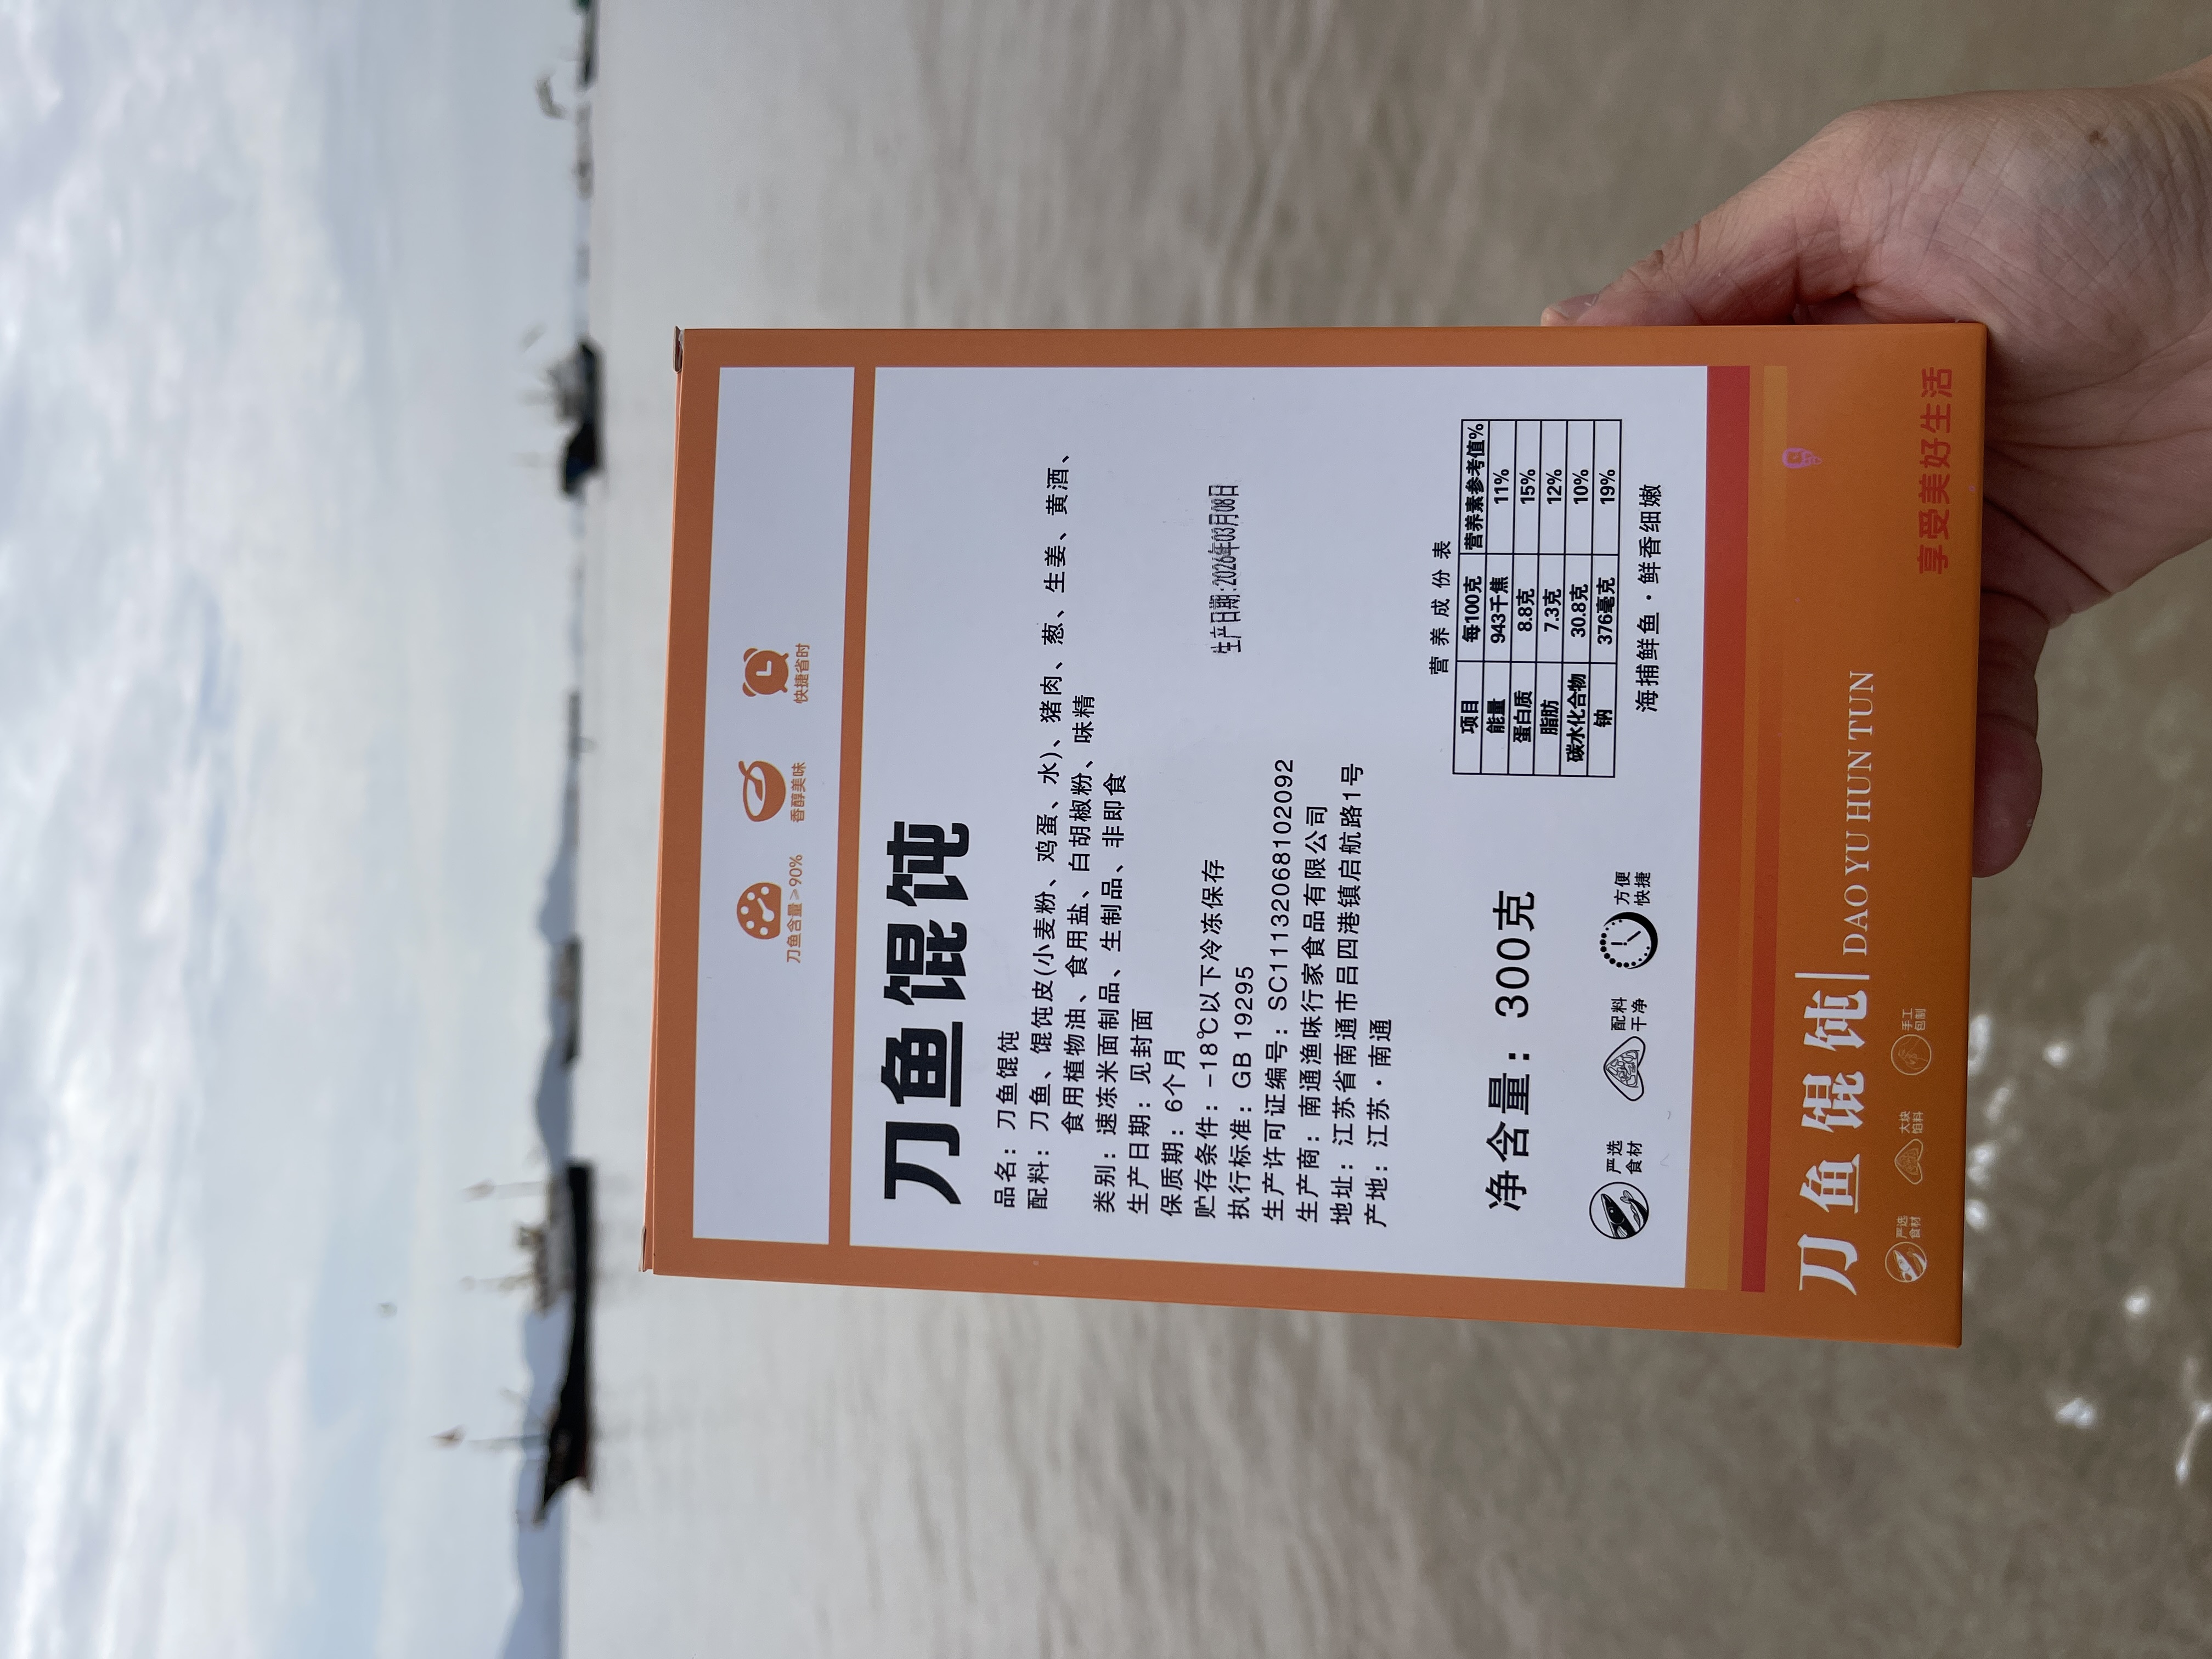 刀鱼含量≥90%
香醇美味
快捷省时
刀鱼馄饨
品名：刀鱼馄饨
配料：刀鱼、馄饨皮(小麦粉、鸡蛋、水)、猪肉、葱、生姜、黄酒、
食用植物油、食用盐、白胡椒粉、味精
类别：速冻米面制品、生制品、非即食
生产日期：见封面
保质期：6个月
贮存条件：-18℃以下冷冻保存
生产日期:2026年03月08日
执行标准：GB 19295
生产许可证编号：SC11132068102092
生产商：南通渔味行家食品有限公司
地址：江苏省南通市吕四港镇启航路1号
产地：江苏·南通
净含量：300克
营养成份表
项目 每100克 营养素参考值%
能量 943千焦 11%
蛋白质 8.8克 15%
脂肪 7.3克 12%
碳水化合物 30.8克 10%
钠 376毫克 19%
严选
食材
配料
干净
方便
快捷
海捕鲜鱼·鲜香细嫩
刀鱼馄饨
DAO YU HUN TUN
严选
食材
大块
馅料
手工
包制
享受美好生活